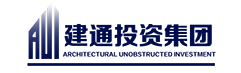 建通投资集团
ARCHITECTURAL UNOBSTRUCTED INVESTMENT